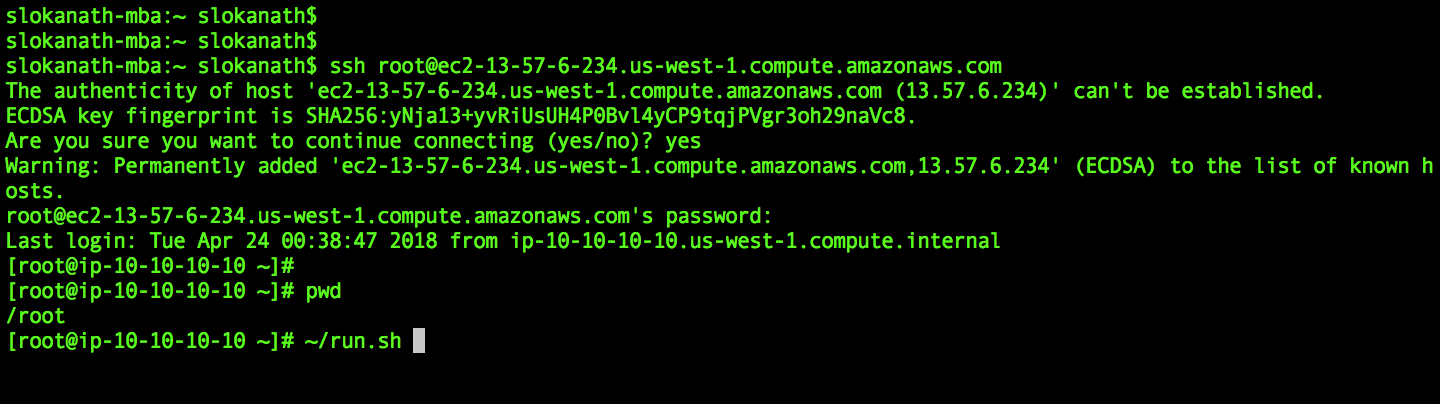 slokanath-mba:~ slokanath$
slokanath-mba:~ slokanath$
slokanath-mba:~ slokanath$ ssh root@ec2-13-57-6-234.us-west-1.compute.amazonaws.com
The authenticity of host 'ec2-13-57-6-234.us-west-1.compute.amazonaws.com (13.57.6.234)' can't be established.
ECDSA key fingerprint is SHA256:yNja13+yvRiUsUH4P0Bvl4yCP9tqjPVgr3oh29naVc8.
Are you sure you want to continue connecting (yes/no)? yes
Warning: Permanently added 'ec2-13-57-6-234.us-west-1.compute.amazonaws.com,13.57.6.234' (ECDSA) to the list of known h
osts.
root@ec2-13-57-6-234.us-west-1.compute.amazonaws.com's password:
Last login: Tue Apr 24 00:38:47 2018 from ip-10-10-10-10.us-west-1.compute.internal
[root@ip-10-10-10-10 ~]#
[root@ip-10-10-10-10 ~]# pwd
/root
[root@ip-10-10-10-10 ~]# ~/run.sh